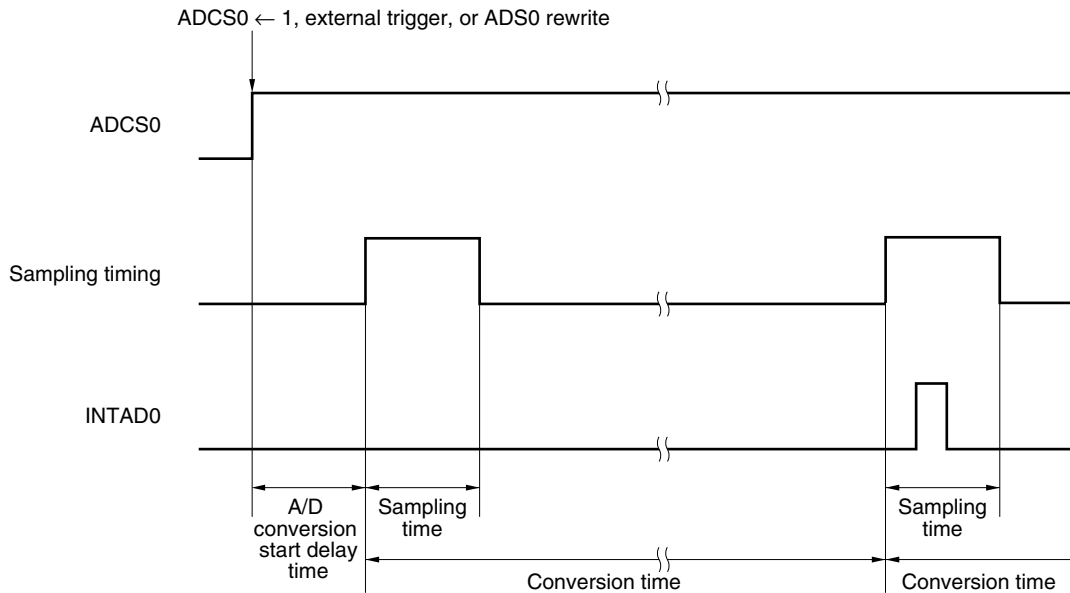 ADCS0 ← 1, external trigger, or ADS0 rewrite
ADCS0
Sampling timing
INTAD0
A/D
conversion
start delay
time
Sampling
time
Sampling
time
Conversion time
Conversion time